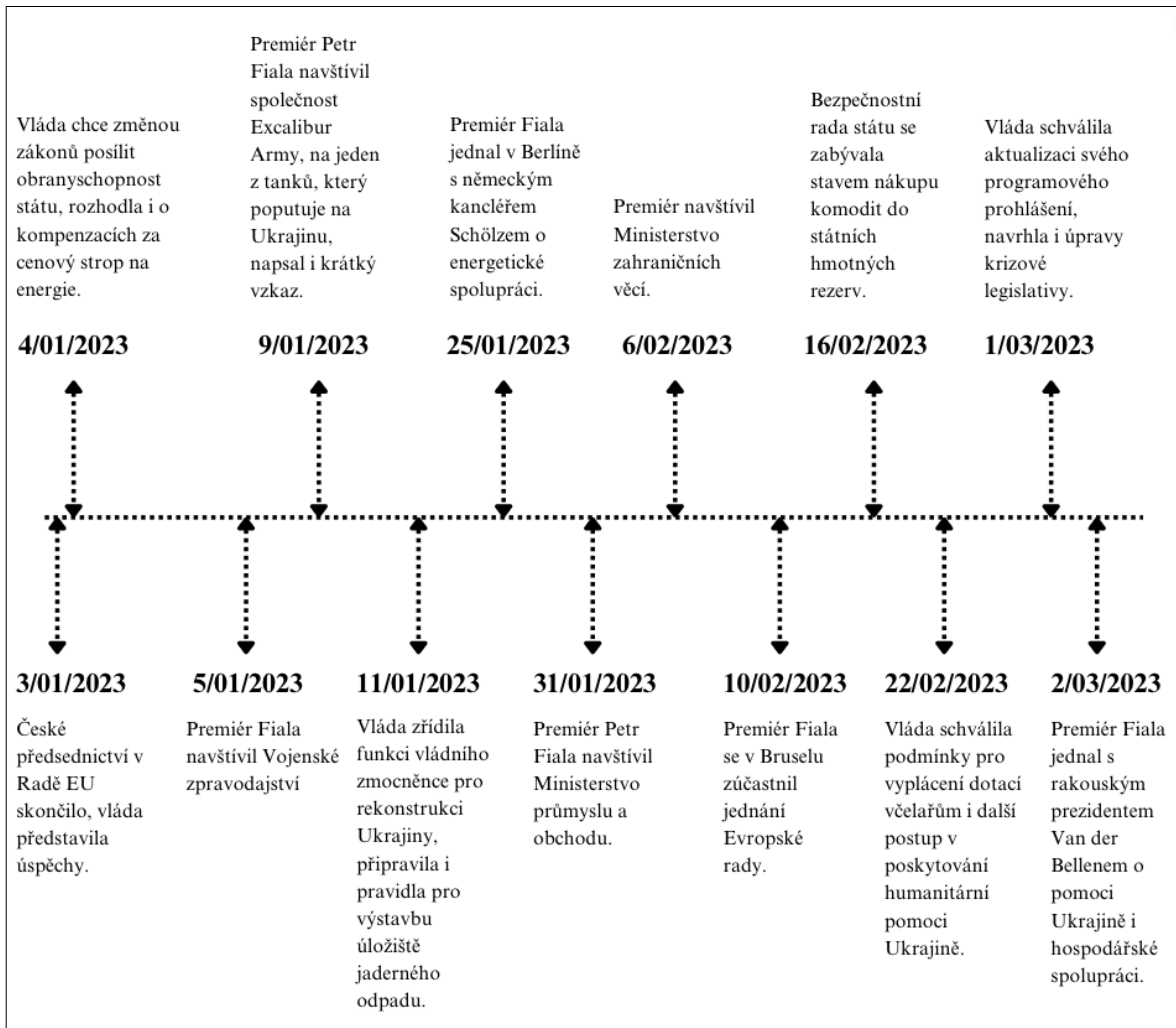 Vláda chce změnou
zákonů posílit
obranyschopnost
státu, rozhodla i o
kompenzacích za
cenový strop na
energie.
4/01/2023
Premiér Petr
Fiala navštívil
společnost
Excalibur
Army, na jeden
z tanků, který
poputuje na
Ukrajinu,
napsal i krátký
vzkaz.
9/01/2023
Premiér Fiala
jednal v Berlíně
s německým
kancléřem
Schölzem o
energetické
spolupráci.
25/01/2023
Premiér navštívil
Ministerstvo
zahraničních
věcí.
6/02/2023
Bezpečnostní
rada státu se
zabývala
stavem nákupu
komodit do
státních
hmotných
rezerv.
16/02/2023
Vláda schválila
aktualizaci svého
programového
prohlášení,
navrhla i úpravy
krizové
legislativy.
1/03/2023
3/01/2023
České
předsednictví v
Radě EU
skončilo, vláda
představila
úspěchy.
5/01/2023
Premiér Fiala
navštívil Vojenské
zpravodajství
11/01/2023
Vláda zřídila
funkci vládního
zmocněnce pro
rekonstrukci
Ukrajiny,
připravila i
pravidla pro
výstavbu
úložiště
jaderného
odpadu.
31/01/2023
Premiér Petr
Fiala navštívil
Ministerstvo
průmyslu a
obchodu.
10/02/2023
Premiér Fiala
se v Bruselu
zúčastnil
jednání
Evropské
rady.
22/02/2023
Vláda schválila
podmínky pro
vyplácení dotací
včelařům i další
postup v
poskytování
humanitární
pomoci
Ukrajině.
2/03/2023
Premiér Fiala
jednal s
rakouským
prezidentem
Van der
Bellenem o
pomoci
Ukrajině i
hospodářské
spolupráci.